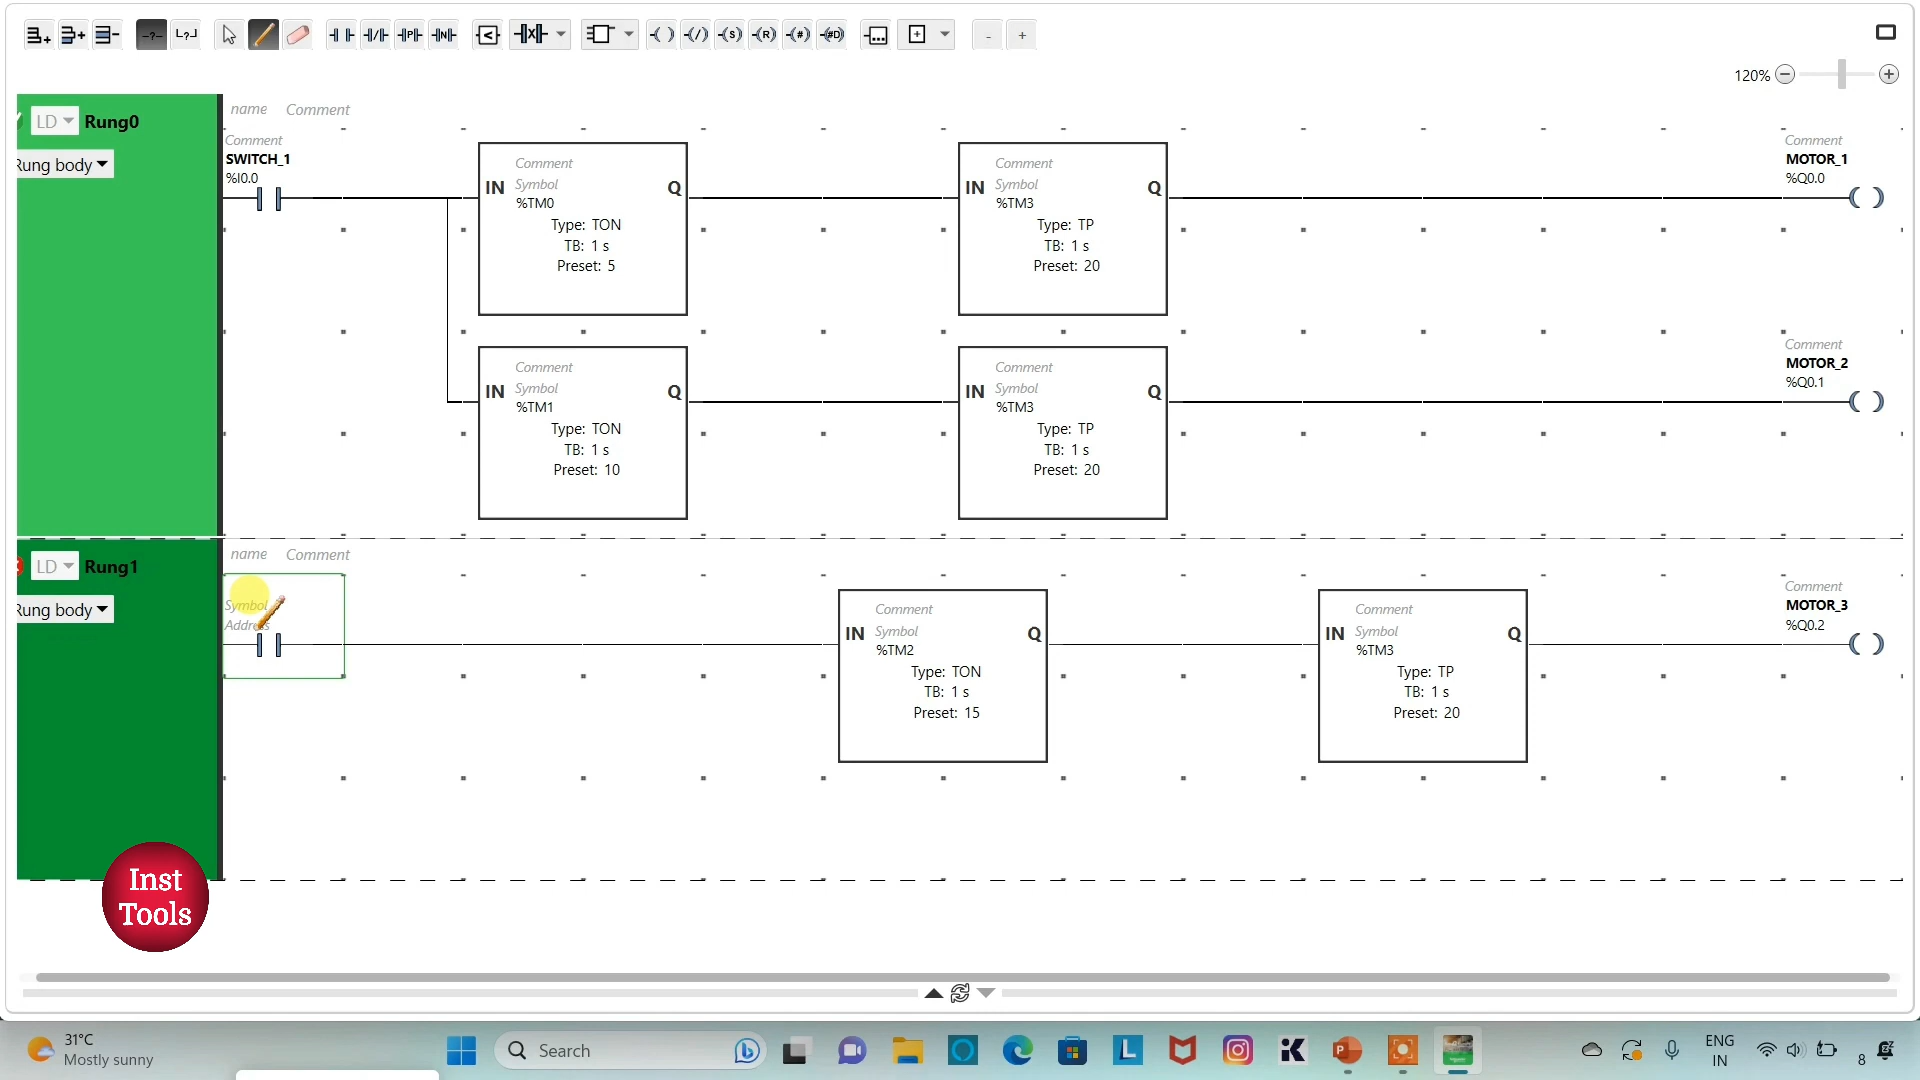 120%
LD Rung0
Rung body
name Comment
Comment
SWITCH_1
%I0.0
Comment
IN Symbol Q
%TM0
Type: TON
TB: 1 s
Preset: 5
Comment
IN Symbol Q
%TM3
Type: TP
TB: 1 s
Preset: 20
Comment
MOTOR_1
%Q0.0
Comment
IN Symbol Q
%TM1
Type: TON
TB: 1 s
Preset: 10
Comment
IN Symbol Q
%TM3
Type: TP
TB: 1 s
Preset: 20
Comment
MOTOR_2
%Q0.1
LD Rung1
Rung body
name Comment
Symbol
Address
Comment
IN Symbol Q
%TM2
Type: TON
TB: 1 s
Preset: 15
Comment
IN Symbol Q
%TM3
Type: TP
TB: 1 s
Preset: 20
Comment
MOTOR_3
%Q0.2
Inst
Tools
31°C
Mostly sunny
Search
ENG
IN
8